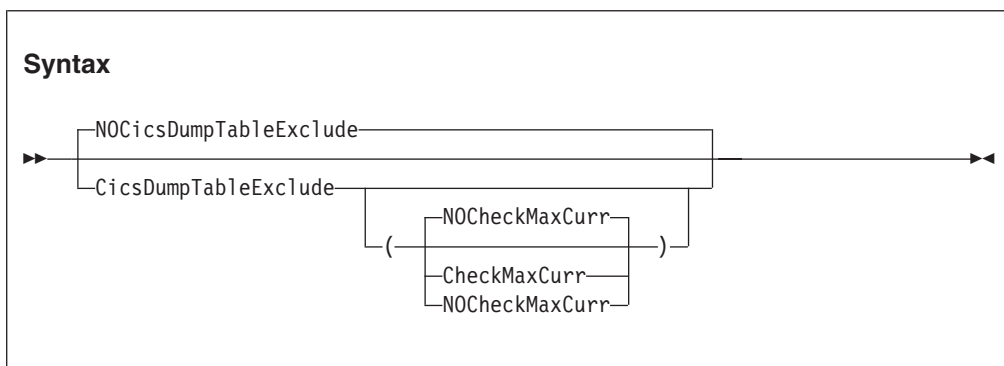 Syntax
NOCicsDumpTableExclude
CicsDumpTableExclude
NOCheckMaxCurr
( )
CheckMaxCurr
NOCheckMaxCurr